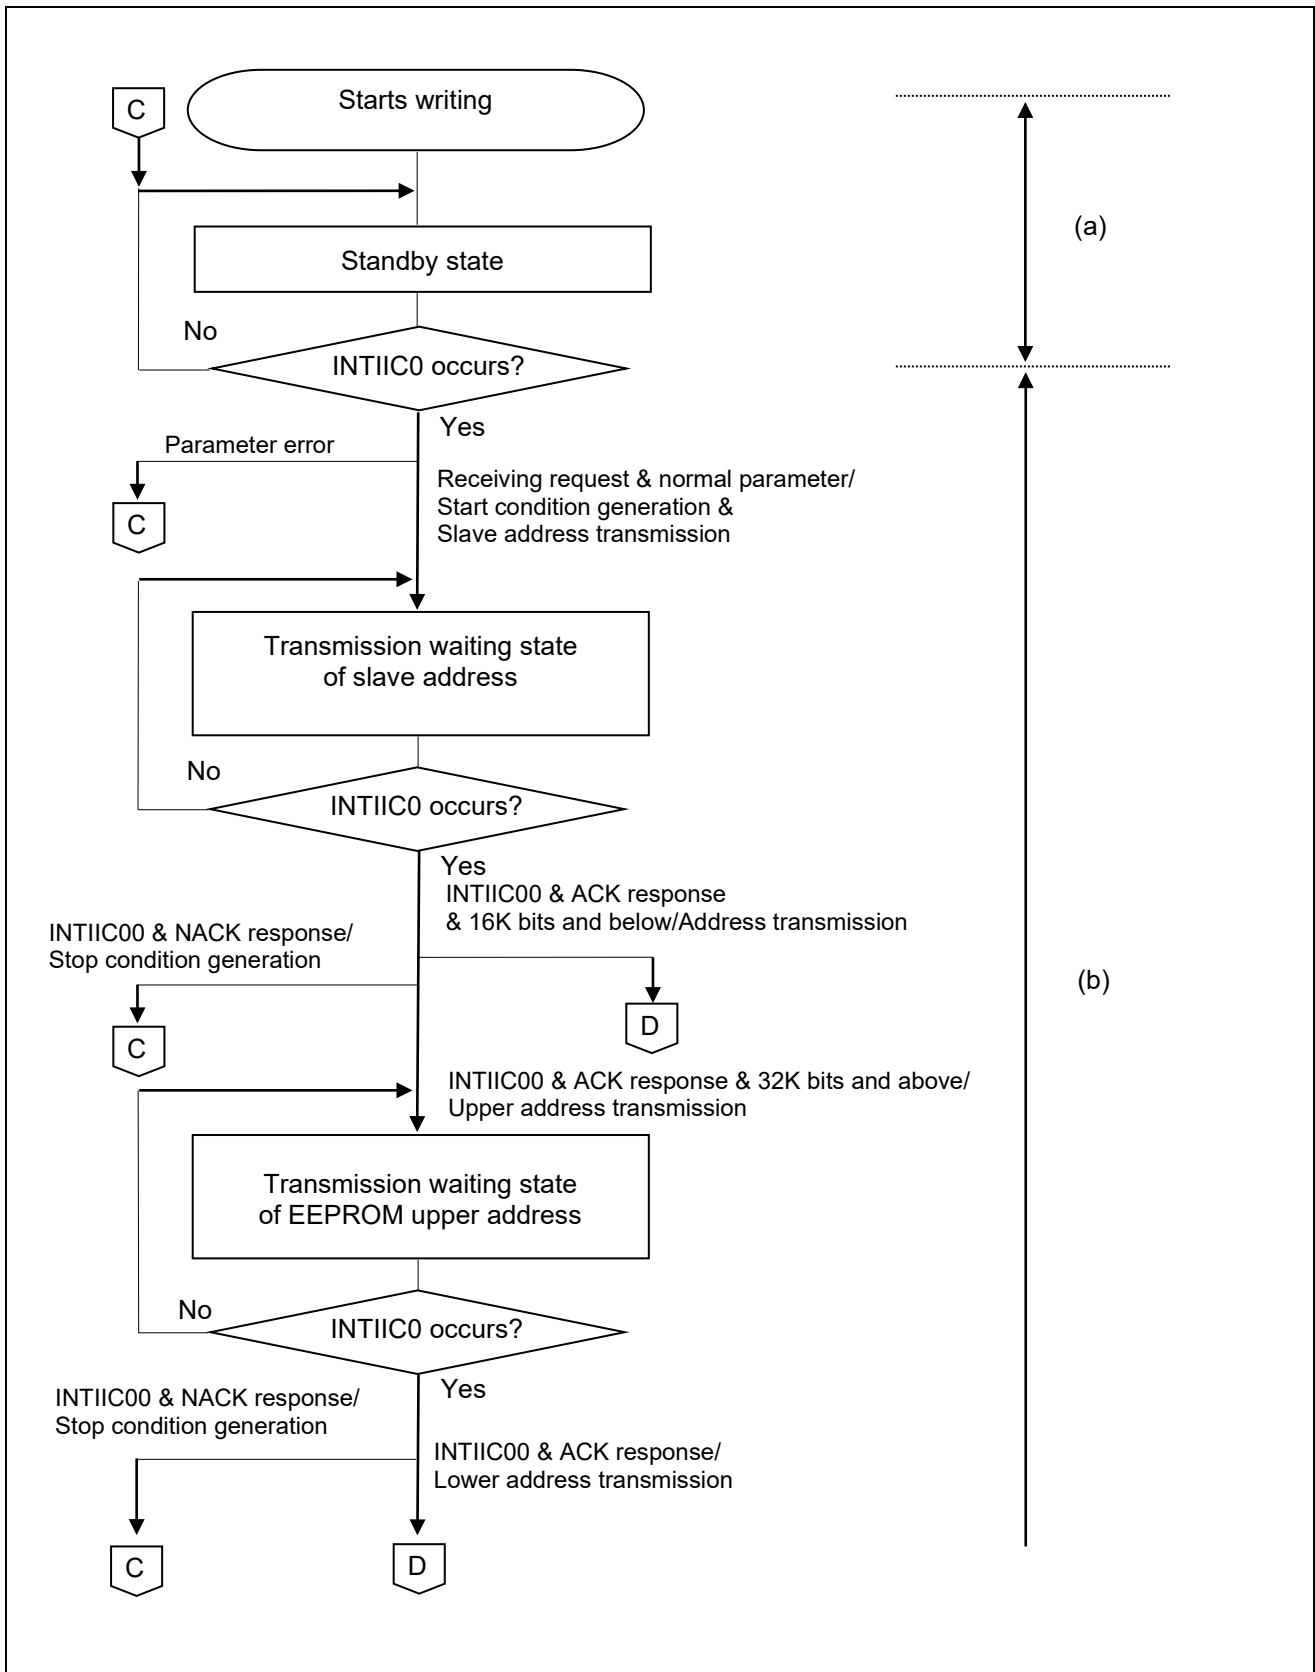 C
Starts writing
(a)
Standby state
No
INTIIC0 occurs?
Yes
Parameter error
Receiving request & normal parameter/
Start condition generation &
Slave address transmission
C
Transmission waiting state
of slave address
No
INTIIC0 occurs?
Yes
INTIIC00 & ACK response
& 16K bits and below/Address transmission
INTIIC00 & NACK response/
Stop condition generation
(b)
C
D
INTIIC00 & ACK response & 32K bits and above/
Upper address transmission
Transmission waiting state
of EEPROM upper address
No
INTIIC0 occurs?
Yes
INTIIC00 & NACK response/
Stop condition generation
INTIIC00 & ACK response/
Lower address transmission
C
D